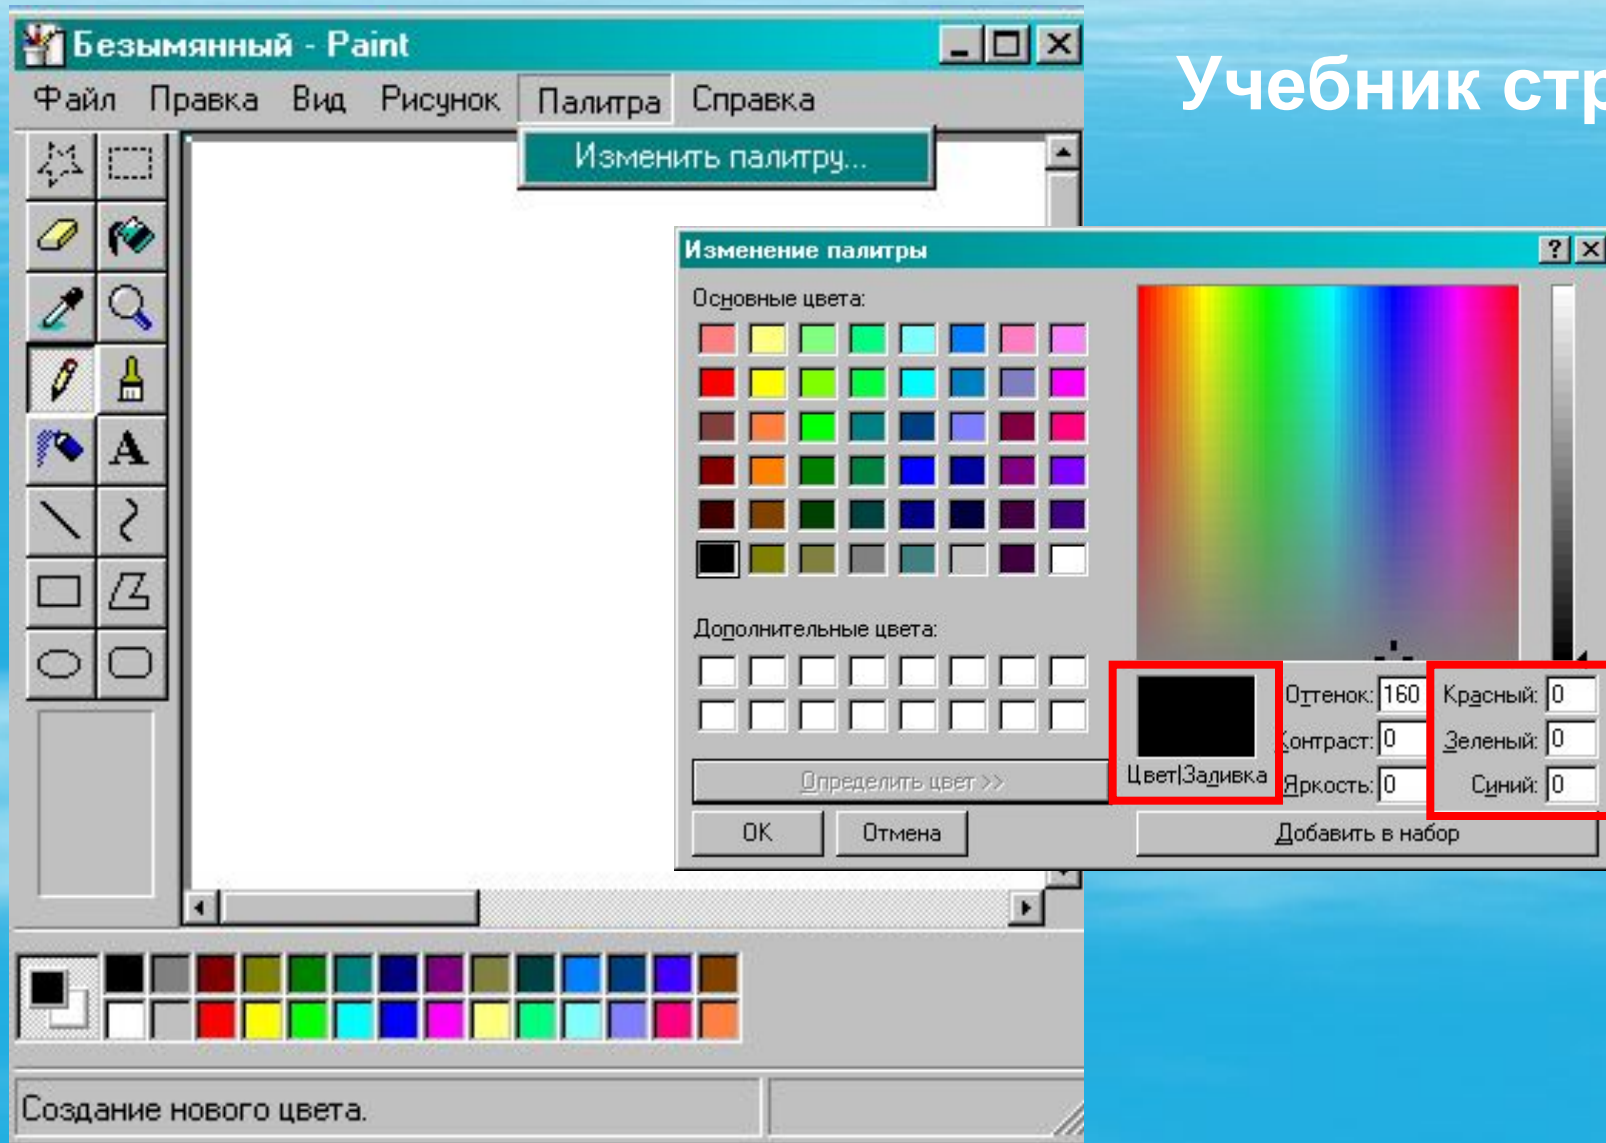 Безымянный - Paint
Учебник стр
Файл Правка Вид Рисунок Палитра Справка
Изменить палитру...
Изменение палитры
Основные цвета:
Дополнительные цвета:
Оттенок: 160 Красный: 0
Контраст: 0 Зеленый: 0
Цвет|Заливка Яркость: 0 Синий: 0
Определить цвет >>
ОК Отмена Добавить в набор
A
Создание нового цвета.